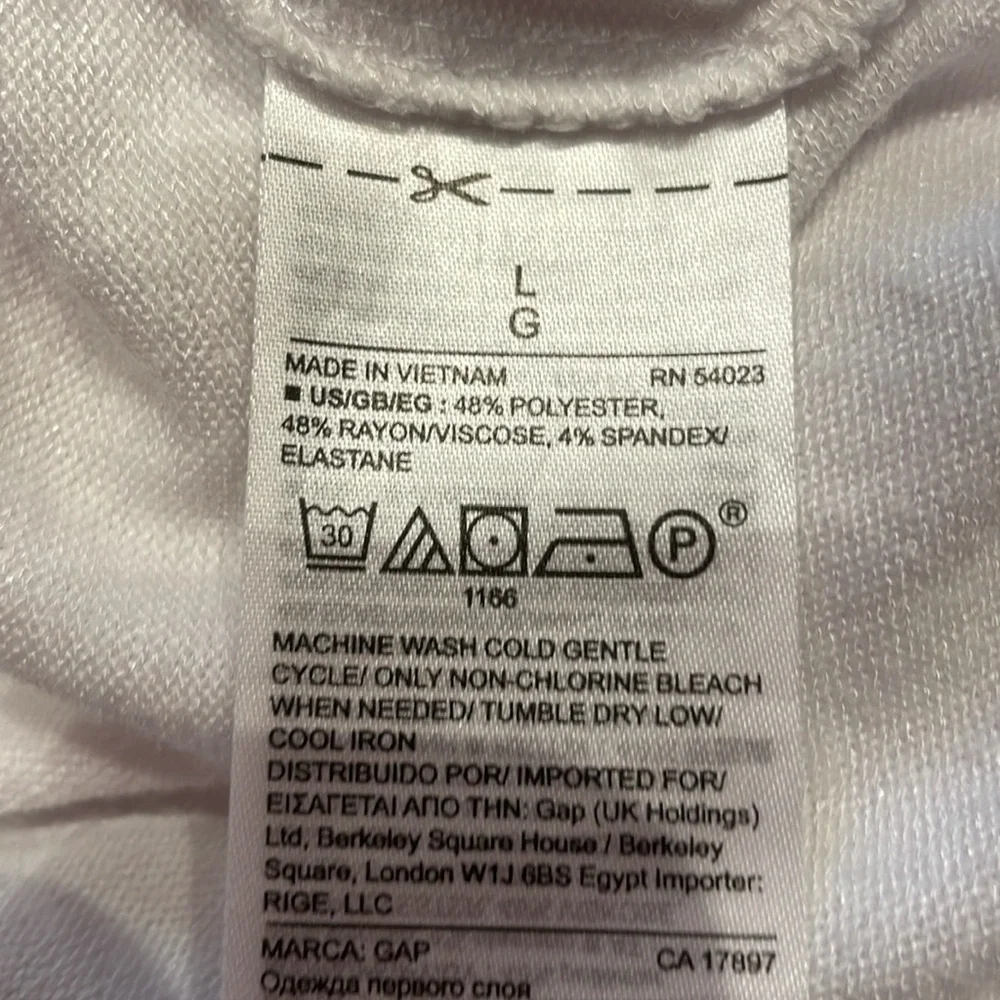 L
G
MADE IN VIETNAM RN 54023
■ US/GB/EG : 48% POLYESTER,
48% RAYON/VISCOSE, 4% SPANDEX/
ELASTANE
30 P ®
1166
MACHINE WASH COLD GENTLE
CYCLE/ ONLY NON-CHLORINE BLEACH
WHEN NEEDED/ TUMBLE DRY LOW/
COOL IRON
DISTRIBUIDO POR/ IMPORTED FOR/
ΕΙΣΑΓΕΤΑΙ ΑΠΟ ΤΗΝ: Gap (UK Holdings)
Ltd, Berkeley Square House / Berkeley
Square, London W1J 6BS Egypt Importer:
RIGE, LLC
MARCA: GAP CA 17897
Одежда первого слоя